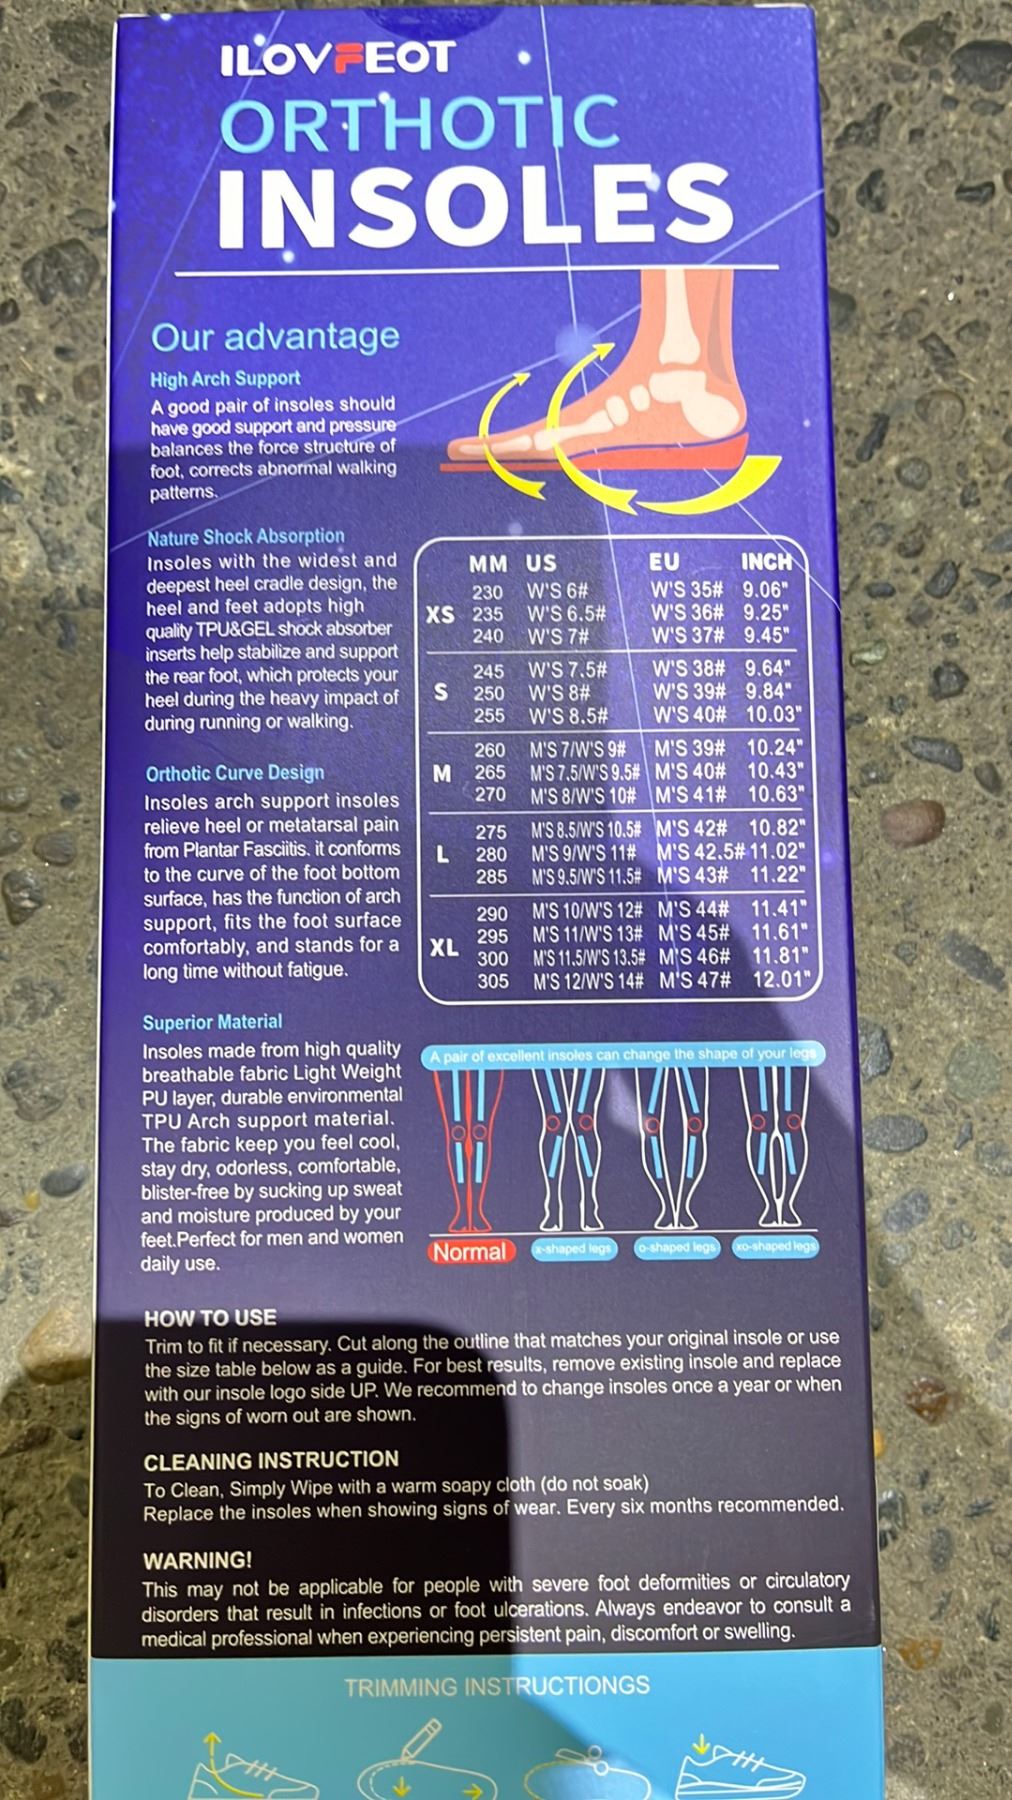 ILOVFEOT
ORTHOTIC
INSOLES
Our advantage
High Arch Support
A good pair of insoles should
have good support and pressure
balances the force structure of
foot, corrects abnormal walking
patterns.
Nature Shock Absorption
Insoles with the widest and
deepest heel cradle design, the
heel and feet adopts high
quality TPU&GEL shock absorber
inserts help stabilize and support
the rear foot, which protects your
heel during the heavy impact of
during running or walking.
Orthotic Curve Design
Insoles arch support insoles
relieve heel or metatarsal pain
from Plantar Fasciitis. it conforms
to the curve of the foot bottom
surface, has the function of arch
support, fits the foot surface
comfortably, and stands for a
long time without fatigue.
Superior Material
Insoles made from high quality
breathable fabric Light Weight
PU layer, durable environmental
TPU Arch support material.
The fabric keep you feel cool,
stay dry, odorless, comfortable,
blister-free by sucking up sweat
and moisture produced by your
feet.Perfect for men and women
daily use.
MM US EU INCH
230 W'S 6# W'S 35# 9.06"
XS 235 W'S 6.5# W'S 36# 9.25"
240 W'S 7# W'S 37# 9.45"
245 W'S 7.5# W'S 38# 9.64"
S 250 W'S 8# W'S 39# 9.84"
255 W'S 8.5# W'S 40# 10.03"
260 M'S 7/W'S 9# M'S 39# 10.24"
M 265 M'S 7.5/W'S 9.5# M'S 40# 10.43"
270 M'S 8/W'S 10# M'S 41# 10.63"
275 M'S 8.5/W'S 10.5# M'S 42# 10.82"
L 280 M'S 9/W'S 11# M'S 42.5# 11.02"
285 M'S 9.5/W'S 11.5# M'S 43# 11.22"
290 M'S 10/W'S 12# M'S 44# 11.41"
XL 295 M'S 11/W'S 13# M'S 45# 11.61"
300 M'S 11.5/W'S 13.5# M'S 46# 11.81"
305 M'S 12/W'S 14# M'S 47# 12.01"
A pair of excellent insoles can change the shape of your legs
Normal x-shaped legs o-shaped legs xo-shaped legs
HOW TO USE
Trim to fit if necessary. Cut along the outline that matches your original insole or use
the size table below as a guide. For best results, remove existing insole and replace
with our insole logo side UP. We recommend to change insoles once a year or when
the signs of worn out are shown.
CLEANING INSTRUCTION
To Clean, Simply Wipe with a warm soapy cloth (do not soak)
Replace the insoles when showing signs of wear. Every six months recommended.
WARNING!
This may not be applicable for people with severe foot deformities or circulatory
disorders that result in infections or foot ulcerations. Always endeavor to consult a
medical professional when experiencing persistent pain, discomfort or swelling.
TRIMMING INSTRUCTIONGS